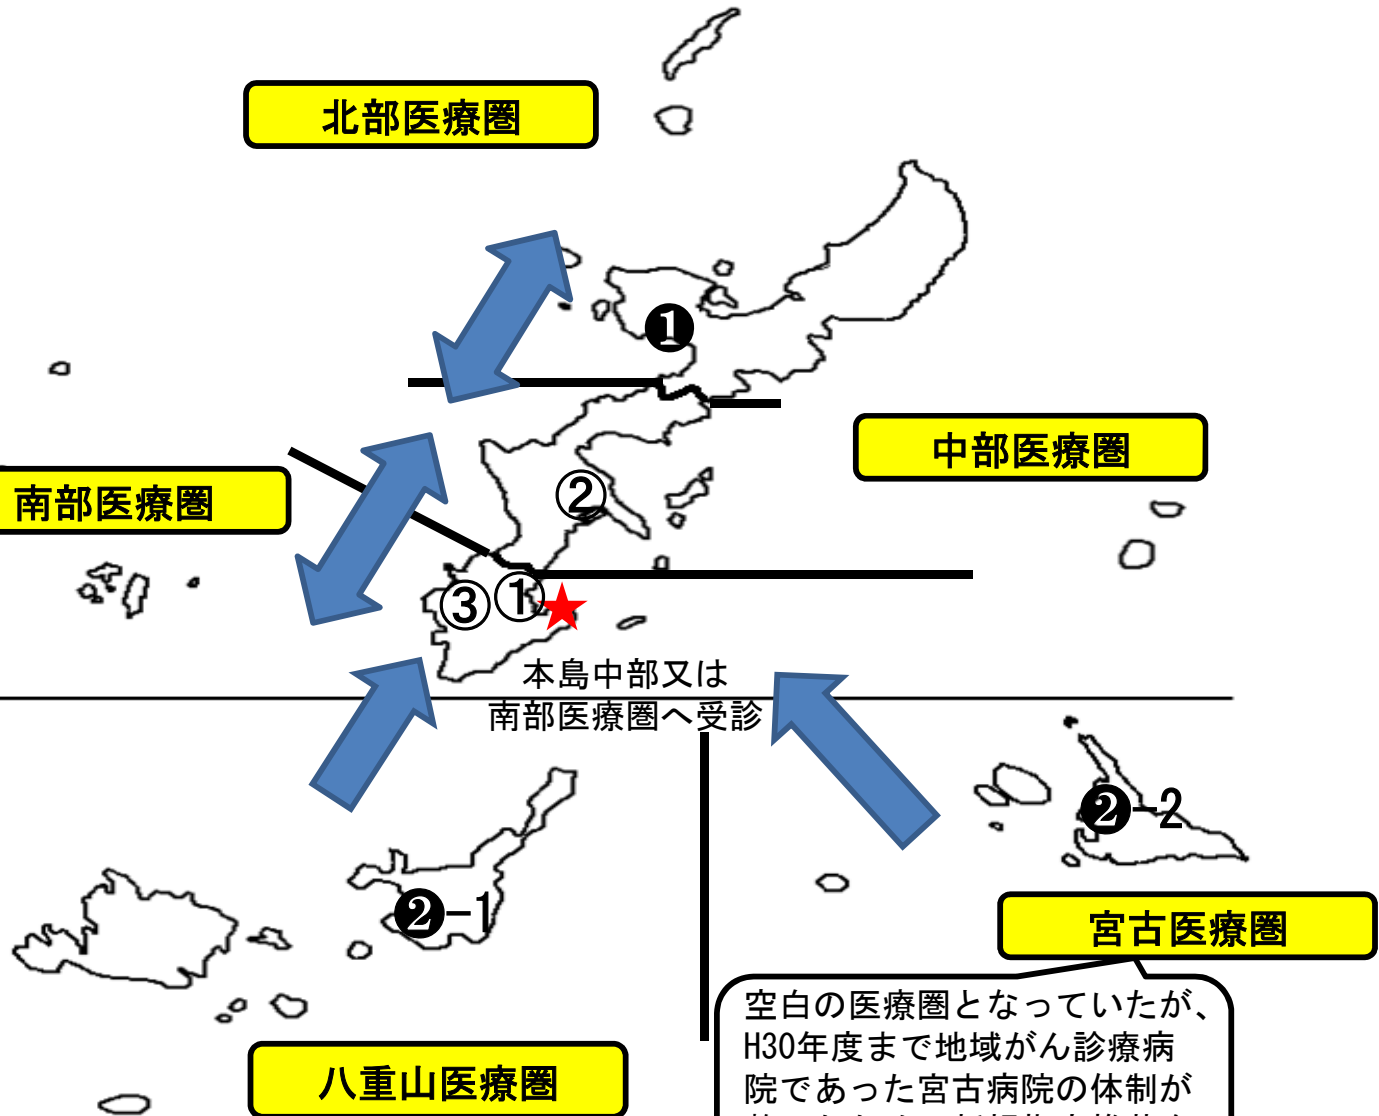 北部医療圏
❶
中部医療圏
南部医療圏
②
③
①
★
本島中部又は
南部医療圏へ受診
❷-2
❷-1
宮古医療圏
空白の医療圏となっていたが、
H30年度まで地域がん診療病
院であった宮古病院の体制が
八重山医療圏